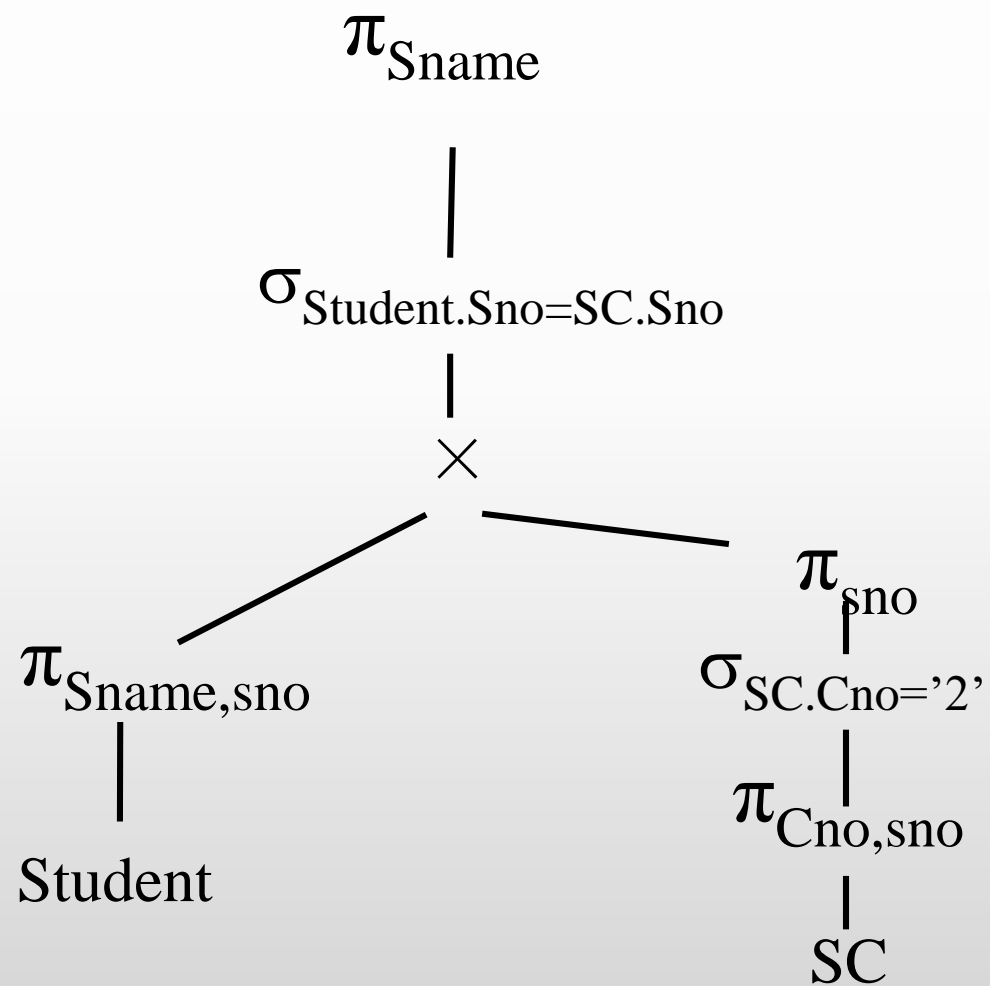 πSname
σStudent.Sno=SC.Sno
×
πsno
πSname,sno
σSC.Cno=’2’
πCno,sno
Student
SC